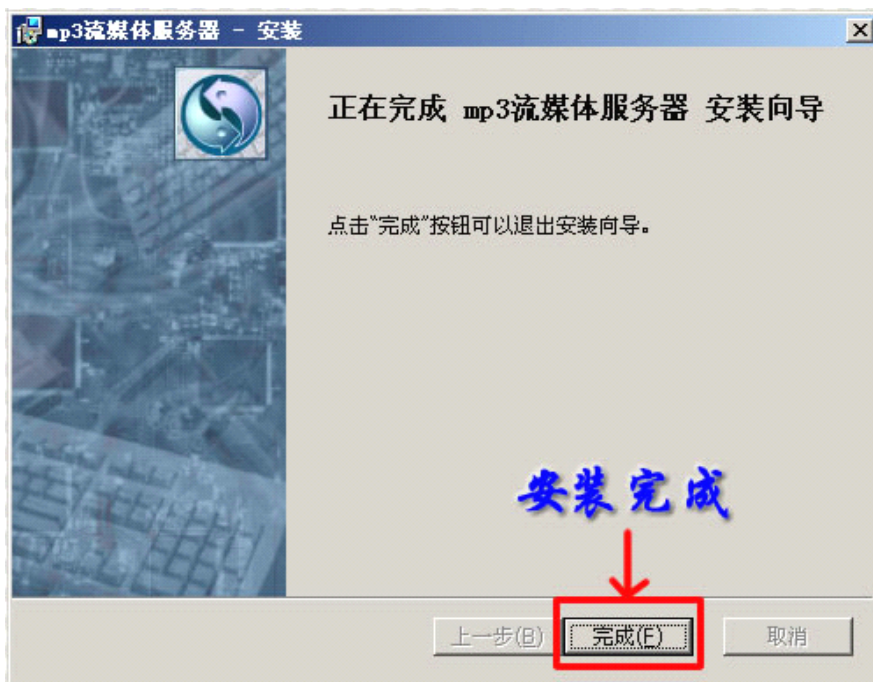 mp3流媒体服务器 - 安装
正在完成 mp3流媒体服务器 安装向导
点击“完成”按钮可以退出安装向导。
安装完成
上一步(B) 完成(F) 取消